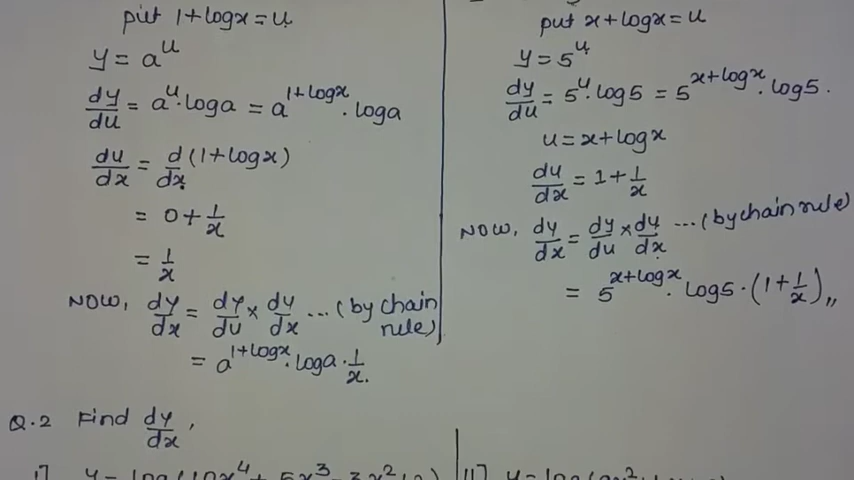 put 1+logx = u
y = a^u
dy/du = a^u · loga = a^(1+logx) · loga
du/dx = d/dx (1+logx)
= 0 + 1/x
= 1/x
NOW, dy/dx = dy/du × du/dx ... (by chain rule)
= a^(1+logx) · loga · 1/x.
put x+logx = u
y = 5^u
dy/du = 5^u · log5 = 5^(x+logx) · log5.
u = x+logx
du/dx = 1 + 1/x
NOW, dy/dx = dy/du × du/dx ... (by chain rule)
= 5^(x+logx) · log5 · (1 + 1/x) ,,
Q.2 Find dy/dx,